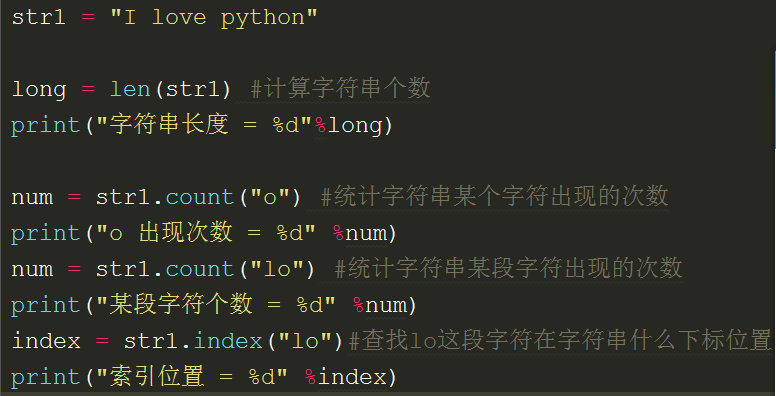 str1 = "I love python"
long = len(str1) #计算字符串个数
print("字符串长度 = %d"%long)
num = str1.count("o") #统计字符串某个字符出现的次数
print("o 出现次数 = %d" %num)
num = str1.count("lo") #统计字符串某段字符出现的次数
print("某段字符个数 = %d" %num)
index = str1.index("lo")#查找lo这段字符在字符串什么下标位置
print("索引位置 = %d" %index)